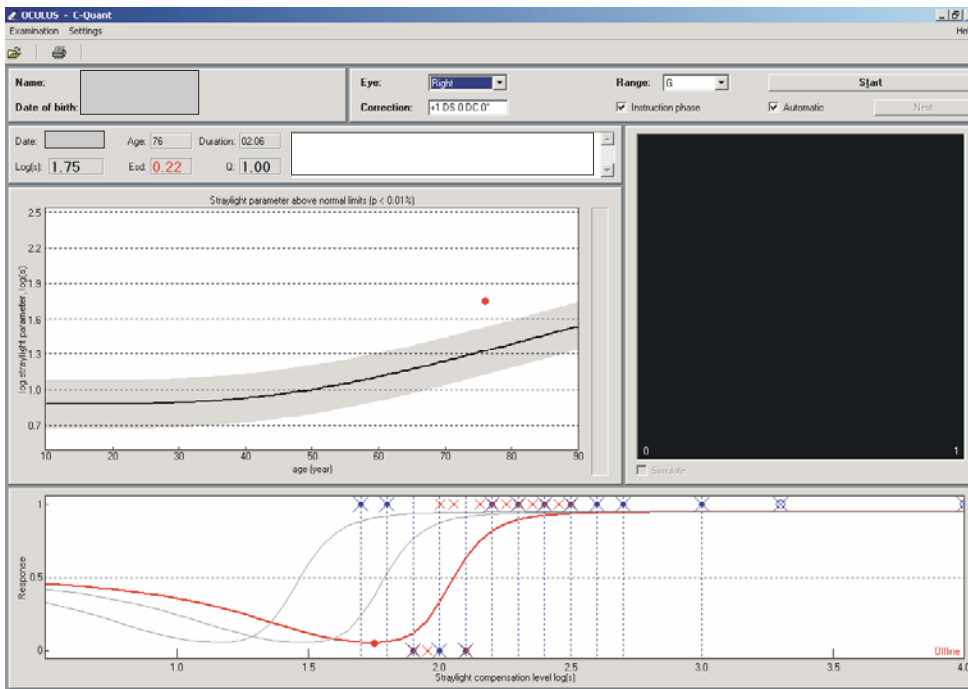 OCULUS - C-Quant
Examination Settings Hel
Name: Eye: Right Range: G Start
Date of birth: Correction: +1 DS 0 DC 0° Instruction phase Automatic Next
Date: Age: 76 Duration: 02:06
Log(s): 1.75 Esd: 0.22 Q: 1.00
Straylight parameter above normal limits (p < 0.01%)
log straylight parameter, log(s)
2.5
2.2
1.9
1.6
1.3
1.0
0.7
10 20 30 40 50 60 70 80 90
age (year)
0 1
Simulate
Response
1
0.5
0
Offline
1.0 1.5 2.0 2.5 3.0 3.5 4.0
Straylight compensation level log(s)